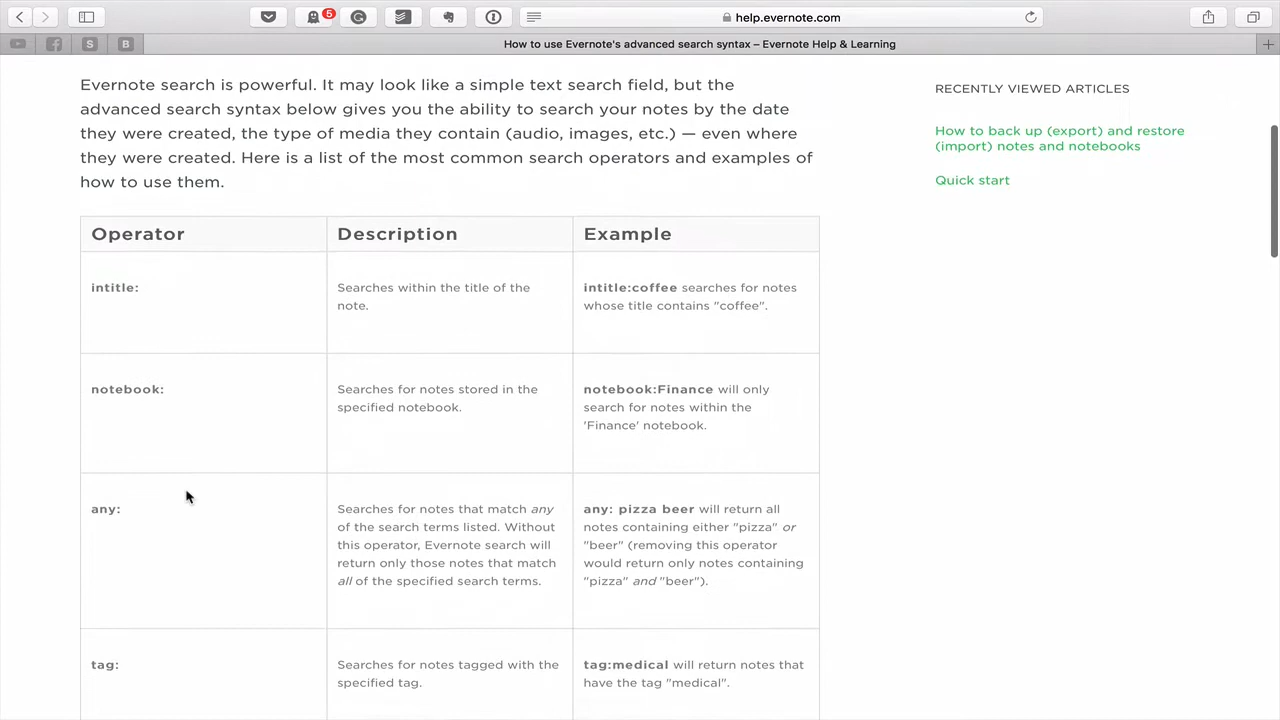 5
help.evernote.com
S
B
How to use Evernote's advanced search syntax – Evernote Help & Learning
Evernote search is powerful. It may look like a simple text search field, but the
advanced search syntax below gives you the ability to search your notes by the date
they were created, the type of media they contain (audio, images, etc.) — even where
they were created. Here is a list of the most common search operators and examples of
how to use them.
RECENTLY VIEWED ARTICLES
How to back up (export) and restore
(import) notes and notebooks
Quick start
Operator
Description
Example
intitle:
Searches within the title of the
note.
intitle:coffee searches for notes
whose title contains "coffee".
notebook:
Searches for notes stored in the
specified notebook.
notebook:Finance will only
search for notes within the
'Finance' notebook.
any:
Searches for notes that match any
of the search terms listed. Without
this operator, Evernote search will
return only those notes that match
all of the specified search terms.
any: pizza beer will return all
notes containing either "pizza" or
"beer" (removing this operator
would return only notes containing
"pizza" and "beer").
tag:
Searches for notes tagged with the
specified tag.
tag:medical will return notes that
have the tag "medical".